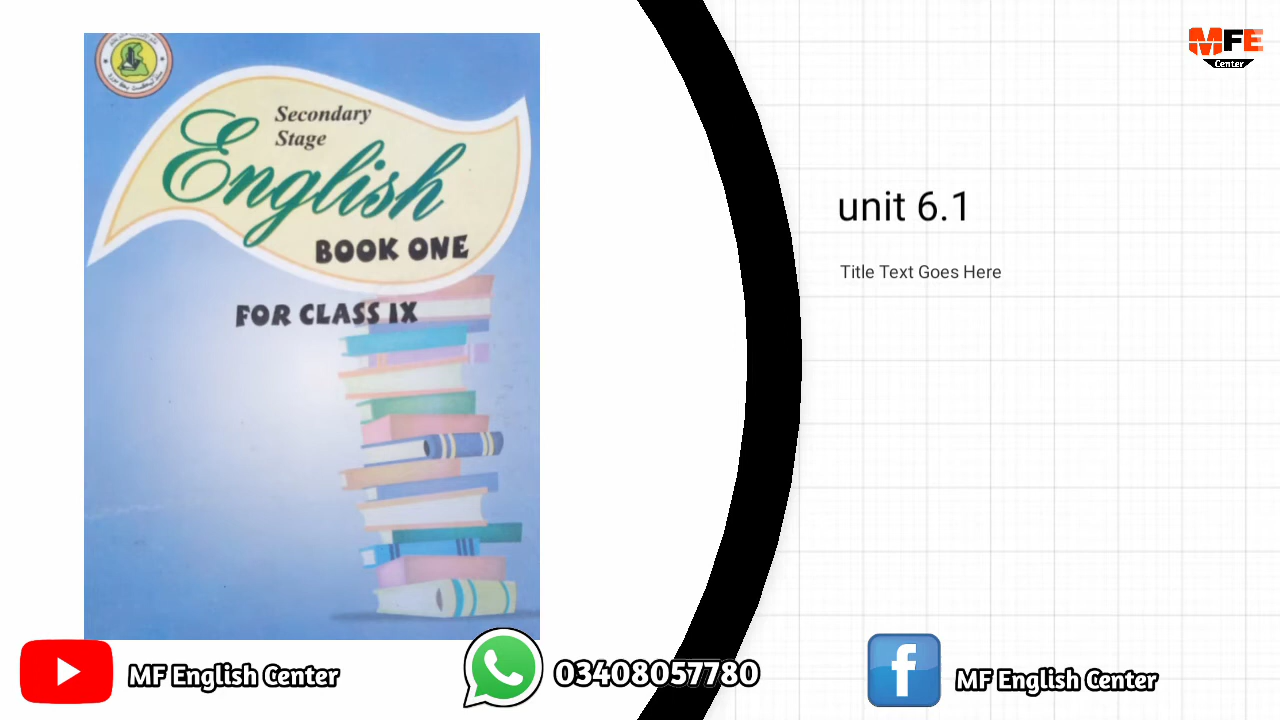 Secondary
Stage
English
BOOK ONE
FOR CLASS IX
MFE
Center
unit 6.1
Title Text Goes Here
MF English Center
03408057780
MF English Center